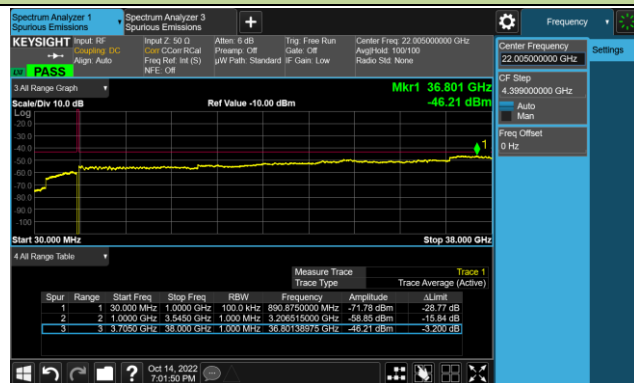 Spectrum Analyzer 1
Spurious Emissions
Spectrum Analyzer 3
Spurious Emissions
Frequency
KEYSIGHT
Input: RF
Coupling: DC
Align: Auto
Input Z: 50 Ω
Corr CCorr RCal
Freq Ref: Int (S)
NFE: Off
Atten: 6 dB
Preamp: Off
µW Path: Standard
Trig: Free Run
Gate: Off
IF Gain: Low
Center Freq: 22.005000000 GHz
Avg|Hold: 100/100
Radio Std: None
PASS
Center Frequency
22.005000000 GHz
Settings
CF Step
4.399000000 GHz
Auto
Man
Freq Offset
0 Hz
3 All Range Graph
Mkr1 36.801 GHz
Scale/Div 10.0 dB
Ref Value -10.00 dBm
-46.21 dBm
Log
-20.0
-30.0
-40.0
-50.0
-60.0
-70.0
-80.0
-90.0
-100
1
Start 30.000 MHz
Stop 38.000 GHz
4 All Range Table
Measure Trace Trace 1
Trace Type Trace Average (Active)
Spur Range Start Freq Stop Freq RBW Frequency Amplitude ΔLimit
1 1 30.000 MHz 1.0000 GHz 100.0 kHz 890.8750000 MHz -71.78 dBm -28.77 dB
2 2 1.0000 GHz 3.5450 GHz 1.000 MHz 3.206515000 GHz -58.85 dBm -15.84 dB
3 3 3.7050 GHz 38.000 GHz 1.000 MHz 36.80138975 GHz -46.21 dBm -3.200 dB
Oct 14, 2022
7:01:50 PM